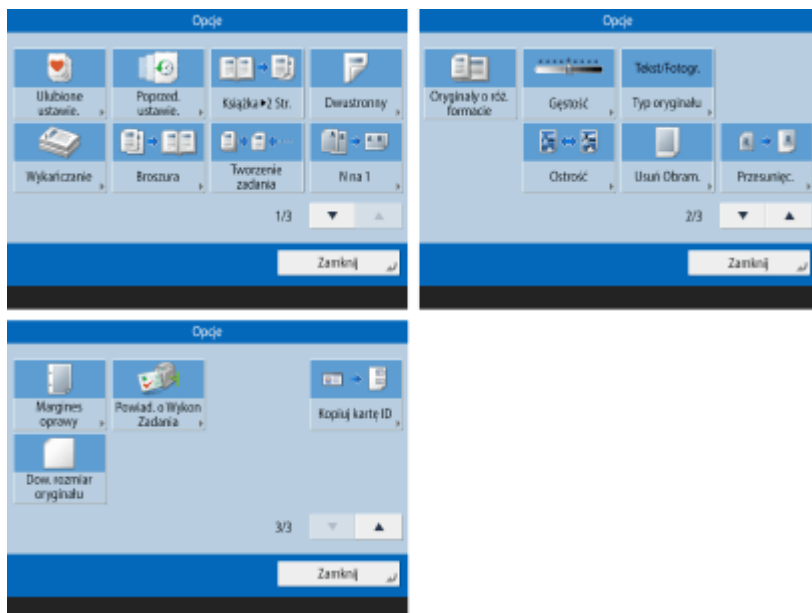 Opcje
Ulubione
ustawie.
Poprzed.
ustawie.
Książka▶2 Str.
Dwustronny
Wykańczanie
Broszura
Tworzenie
zadania
N na 1
1/3
Zamknij
Opcje
Oryginały o róż.
formacie
Gęstość
Tekst/Fotogr.
Typ oryginału
Ostrość
Usuń Obram.
Przesunięc.
2/3
Zamknij
Opcje
Margines
oprawy
Powiad. o Wykon
Zadania
Kopiuj kartę ID
Dow. rozmiar
oryginału
3/3
Zamknij